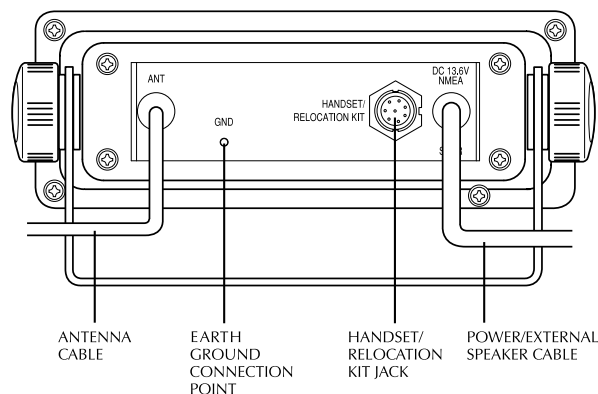 ANT
GND
HANDSET/
RELOCATION KIT
DC 13.6V
NMEA
ANTENNA
CABLE
EARTH
GROUND
CONNECTION
POINT
HANDSET/
RELOCATION
KIT JACK
POWER/EXTERNAL
SPEAKER CABLE